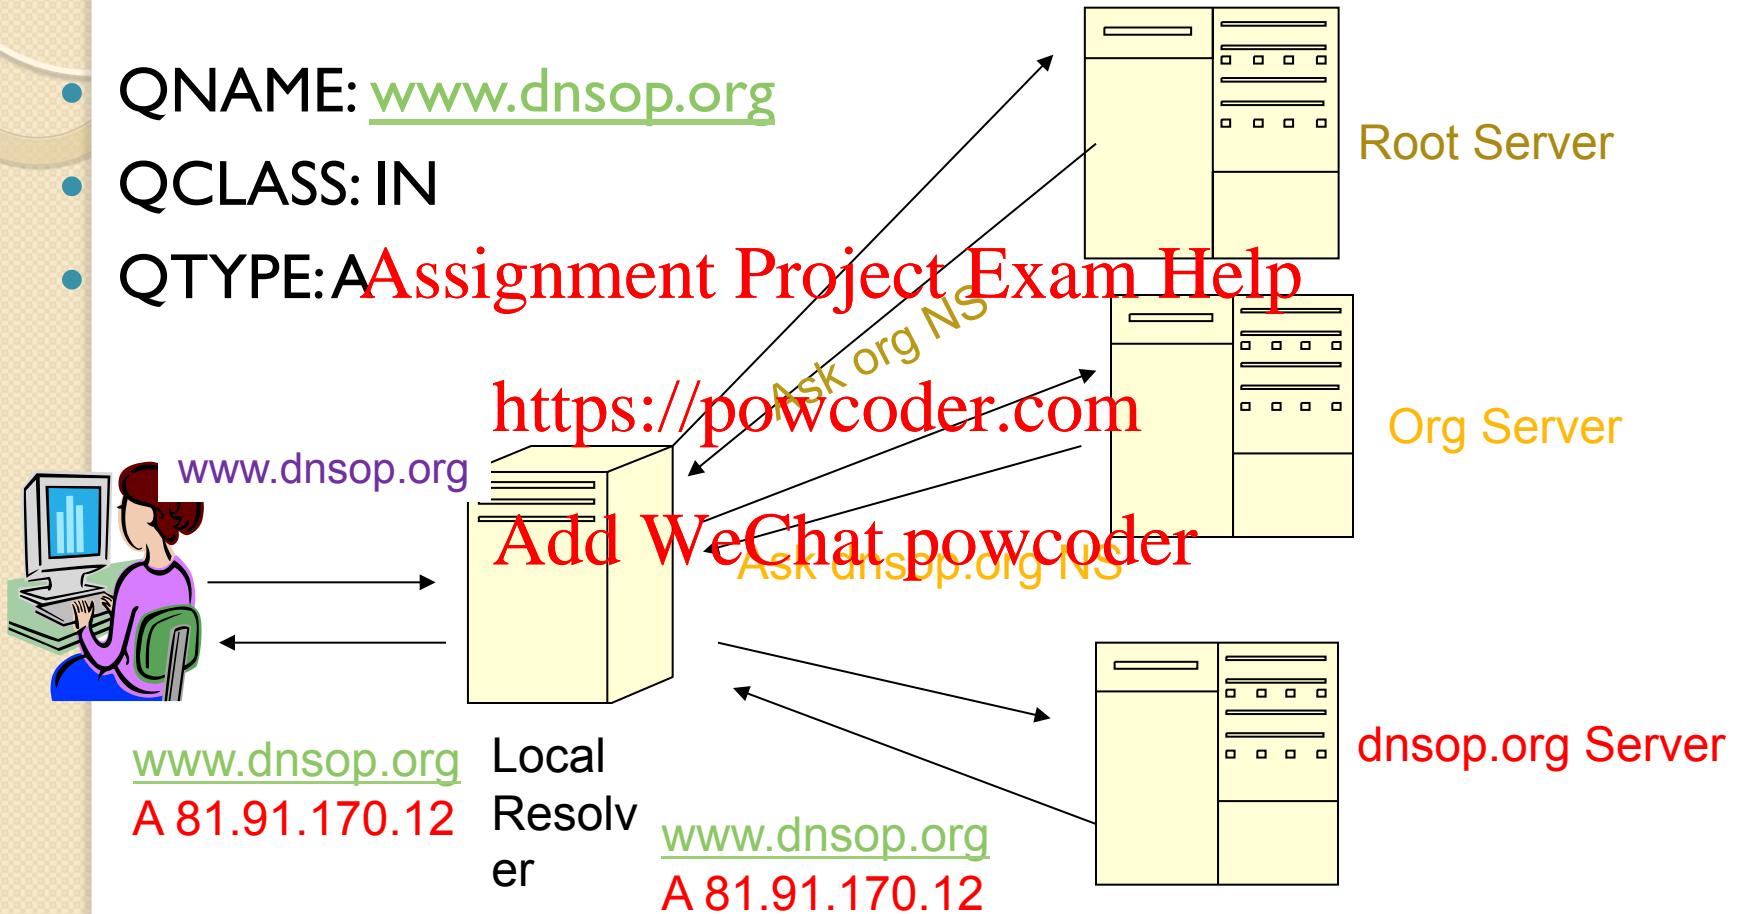 QNAME: www.dnsop.org
QCLASS: IN
QTYPE: A
Assignment Project Exam Help
https://powcoder.com
Add WeChat powcoder
Root Server
Ask org NS
Org Server
www.dnsop.org
Ask dnsop.org NS
dnsop.org Server
www.dnsop.org
A 81.91.170.12
Local
Resolv
er
www.dnsop.org
A 81.91.170.12